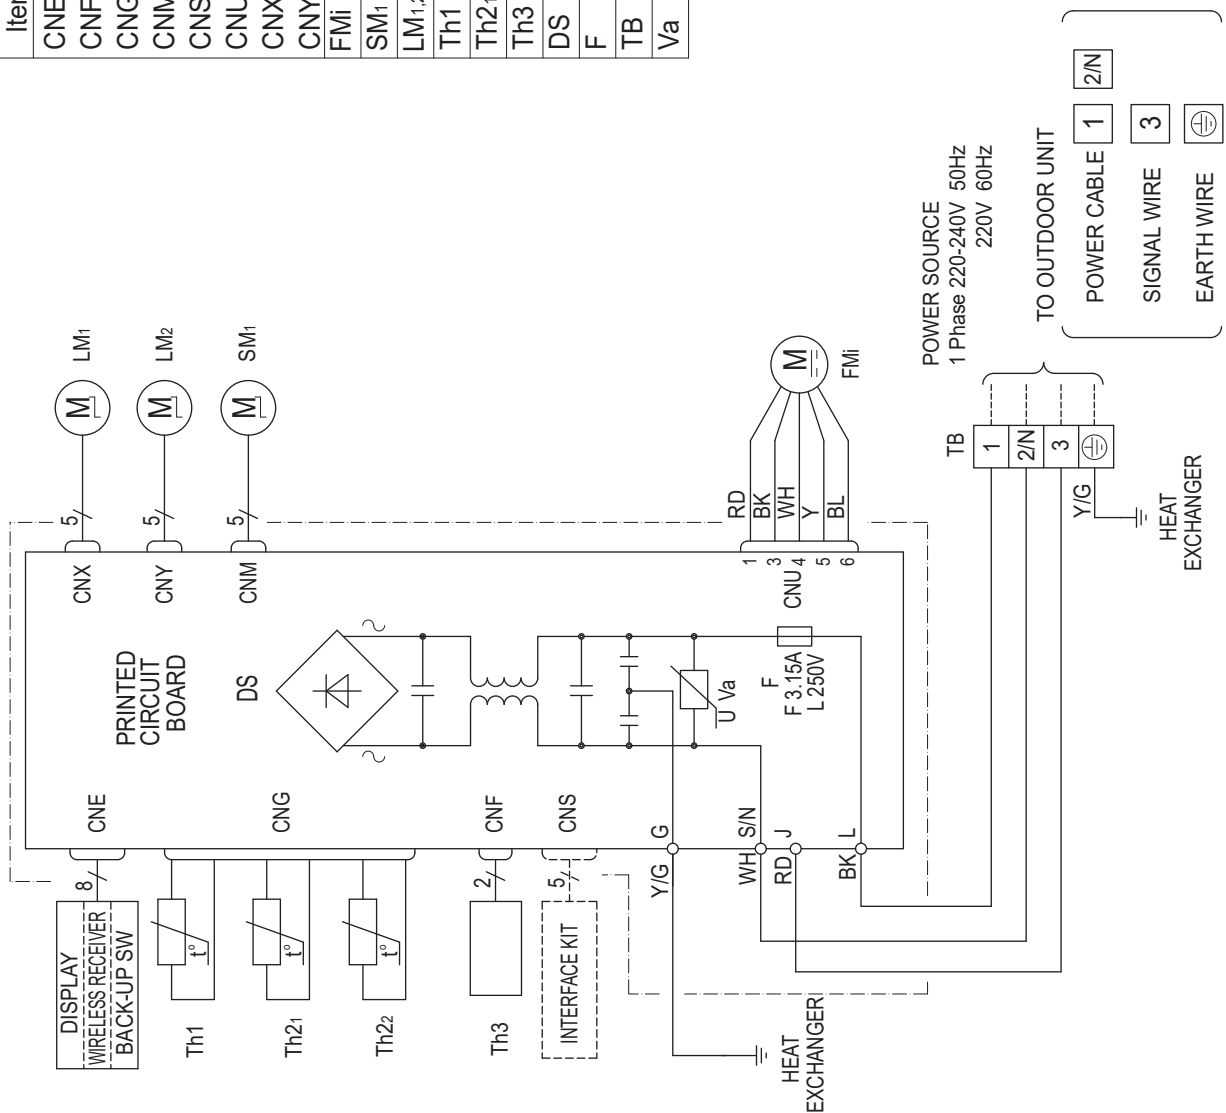 Item
CNE
CNF
CNG
CNM
CNS
CNU
CNX
CNY
FMi
SM1
LM1,2
Th1
Th21
Th3
DS
F
TB
Va
LM1
LM2
SM1
M
M
M
5
5
5
CNX
CNY
CNM
PRINTED
CIRCUIT
BOARD
DS
CNE
CNG
CNF
CNS
8
2
5
DISPLAY
WIRELESS RECEIVER
BACK-UP SW
Th1
t°
Th21
t°
Th22
t°
Th3
INTERFACE KIT
HEAT
EXCHANGER
Y/G G
WH S/N
RD J
BK L
U Va
F
F 3.15A
L 250V
CNU
1
3
4
5
6
RD
BK
WH
Y
BL
M
FMi
POWER SOURCE
1 Phase 220-240V 50Hz
220V 60Hz
TB
1
2/N
3
Y/G
HEAT
EXCHANGER
TO OUTDOOR UNIT
POWER CABLE 1 2/N
SIGNAL WIRE 3
EARTH WIRE